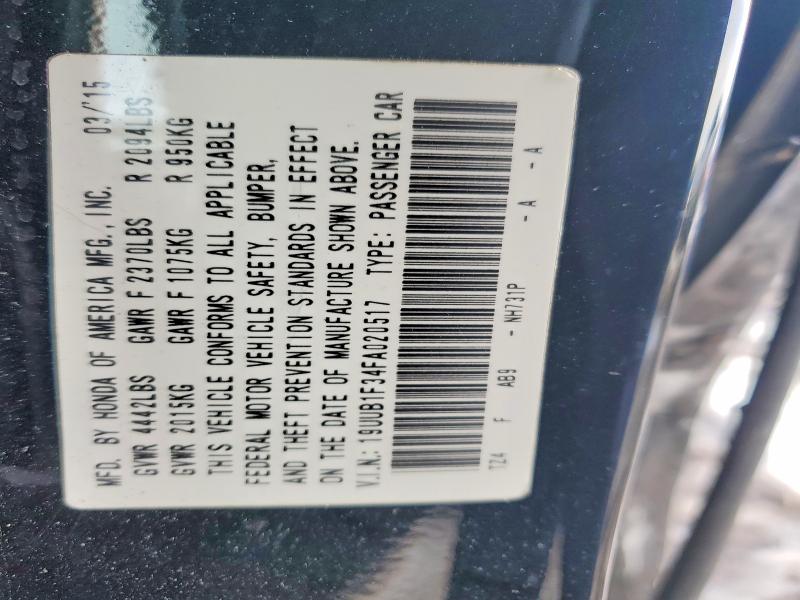 MFD. BY HONDA OF AMERICA MFG., INC. 03/'15
GVWR 4442LBS GAWR F 2370LBS R 2094LBS
GVWR 2015KG GAWR F 1075KG R 950KG
THIS VEHICLE CONFORMS TO ALL APPLICABLE
FEDERAL MOTOR VEHICLE SAFETY, BUMPER,
AND THEFT PREVENTION STANDARDS IN EFFECT
ON THE DATE OF MANUFACTURE SHOWN ABOVE.
V.I.N.: 19UUB1F34FA020517 TYPE: PASSENGER CAR
TZ4 F AB9 - NH731P - A - A